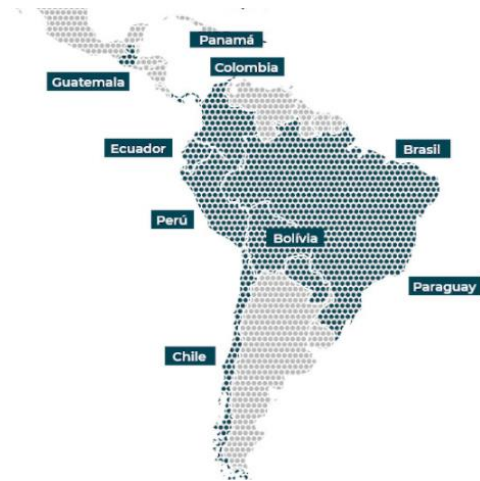 Panamá
Colombia
Guatemala
Ecuador
Brasil
Perú
Bolívia
Paraguay
Chile